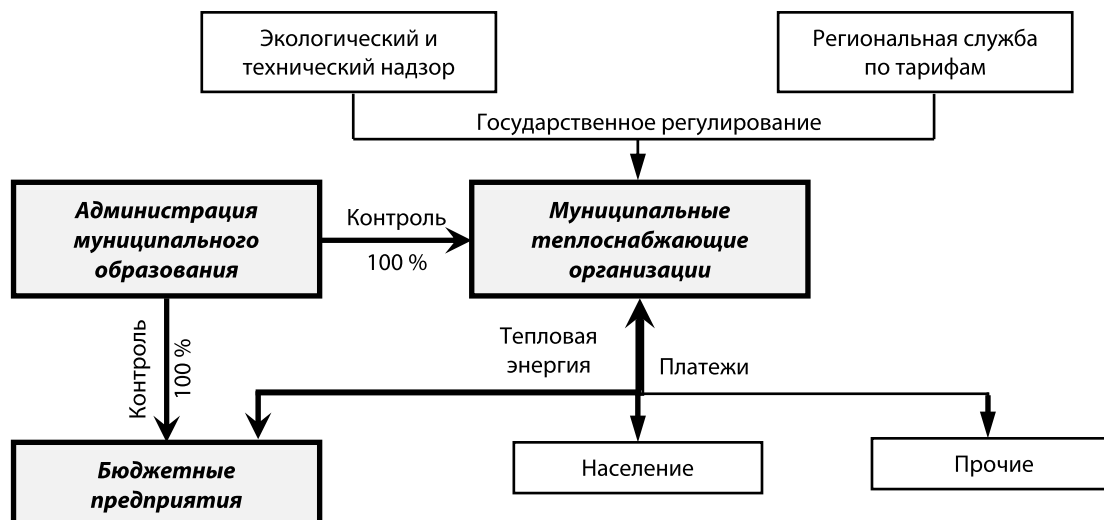 Экологический и
технический надзор
Региональная служба
по тарифам
Государственное регулирование
Администрация
муниципального
образования
Контроль
100 %
Муниципальные
теплоснабжающие
организации
Контроль
100 %
Тепловая
энергия
Платежи
Бюджетные
предприятия
Население
Прочие